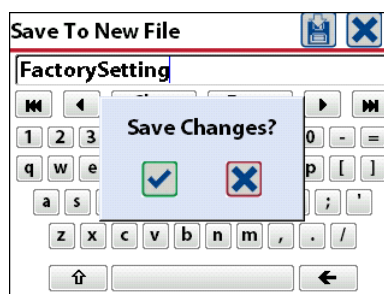 Save To New File
FactorySetting
1 2 3 0 - =
Save Changes?
q w e p [ ]
a s ; '
z x c v b n m , . /